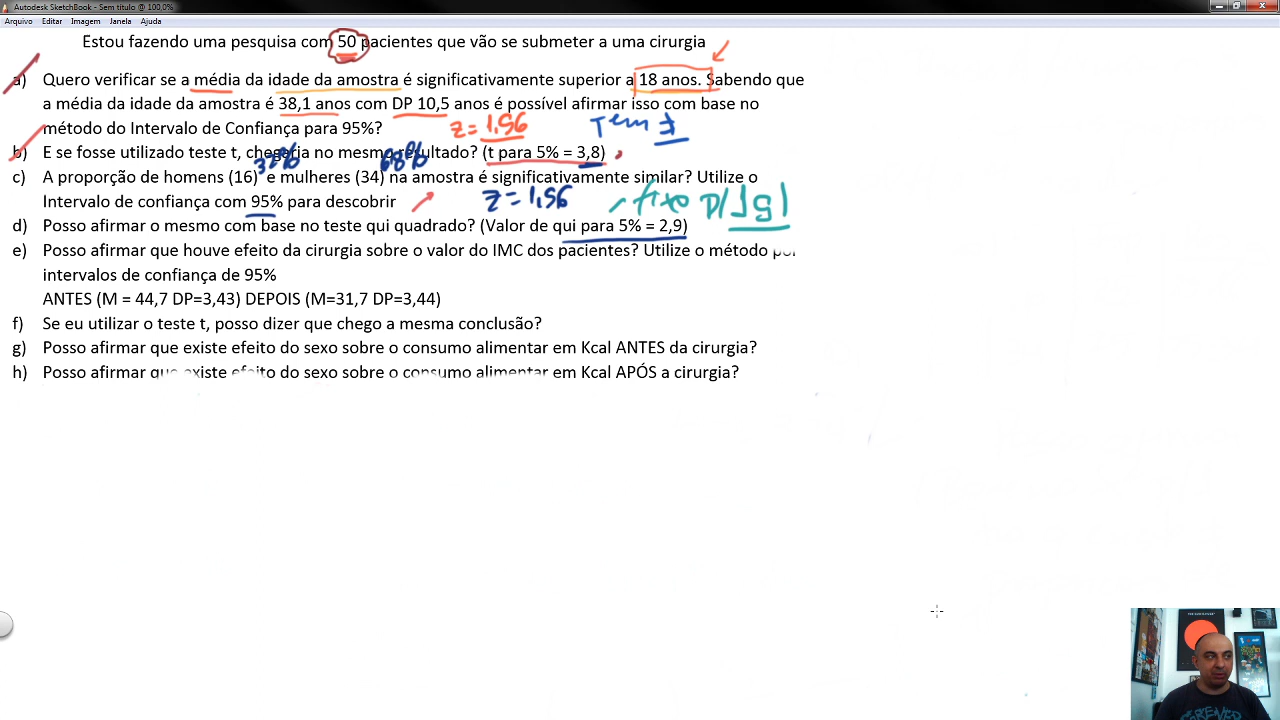 Autodesk SketchBook - Sem título @ 100,0%
Arquivo Editar Imagem Janela Ajuda
Estou fazendo uma pesquisa com 50 pacientes que vão se submeter a uma cirurgia
a) Quero verificar se a média da idade da amostra é significativamente superior a 18 anos. Sabendo que
a média da idade da amostra é 38,1 anos com DP 10,5 anos é possível afirmar isso com base no
método do Intervalo de Confiança para 95%?
z = 1,96
Tem t
b) E se fosse utilizado teste t, chegaria no mesmo resultado? (t para 5% = 3,8)
32% 68%
c) A proporção de homens (16) e mulheres (34) na amostra é significativamente similar? Utilize o
Intervalo de confiança com 95% para descobrir
z = 1,96
fixo p/
d) Posso afirmar o mesmo com base no teste qui quadrado? (Valor de qui para 5% = 2,9)
e) Posso afirmar que houve efeito da cirurgia sobre o valor do IMC dos pacientes? Utilize o método por
intervalos de confiança de 95%
ANTES (M = 44,7 DP=3,43) DEPOIS (M=31,7 DP=3,44)
f) Se eu utilizar o teste t, posso dizer que chego a mesma conclusão?
g) Posso afirmar que existe efeito do sexo sobre o consumo alimentar em Kcal ANTES da cirurgia?
h) Posso afirmar que existe efeito do sexo sobre o consumo alimentar em Kcal APÓS a cirurgia?